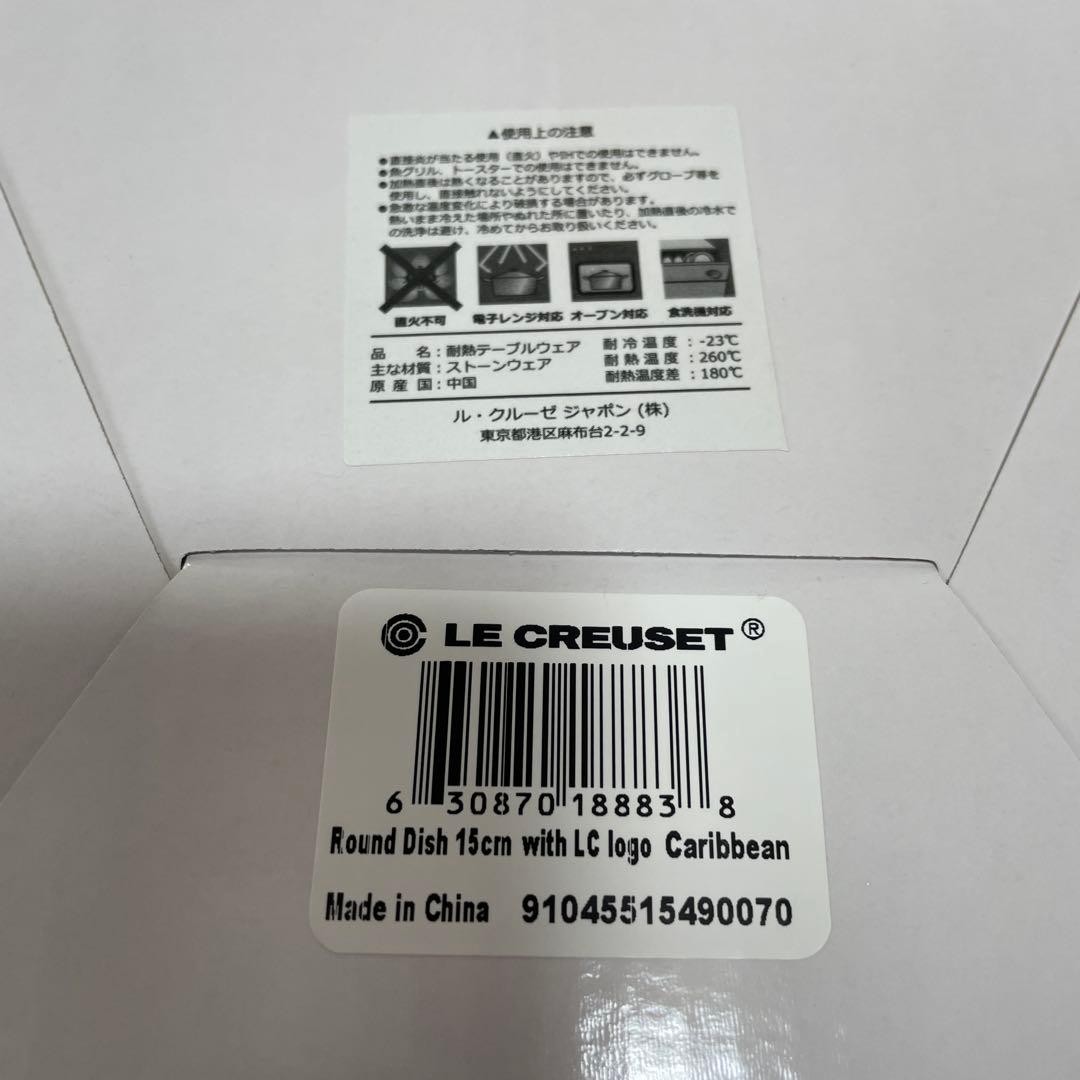 ▲使用上の注意
●直接炎が当たる使用（直火）やIHでの使用はできません。
●魚グリル、トースターでの使用はできません。
●加熱直後は熱くなることがありますので、必ずグローブ等を
使用し、直接触れないようにしてください。
●急激な温度変化により破損する場合があります。
熱いまま冷えた場所やぬれた所に置いたり、加熱直後の冷水で
の洗浄は避け、冷めてからお取り扱いください。
直火不可 電子レンジ対応 オーブン対応 食洗機対応
品 名：耐熱テーブルウェア 耐冷温度：-23℃
主な材質：ストーンウェア 耐熱温度：260℃
原産国：中国 耐熱温度差：180℃
ル・クルーゼ ジャポン (株)
東京都港区麻布台2-2-9
LE CREUSET®
6 30870 18883 8
Round Dish 15cm with LC logo Caribbean
Made in China 91045515490070